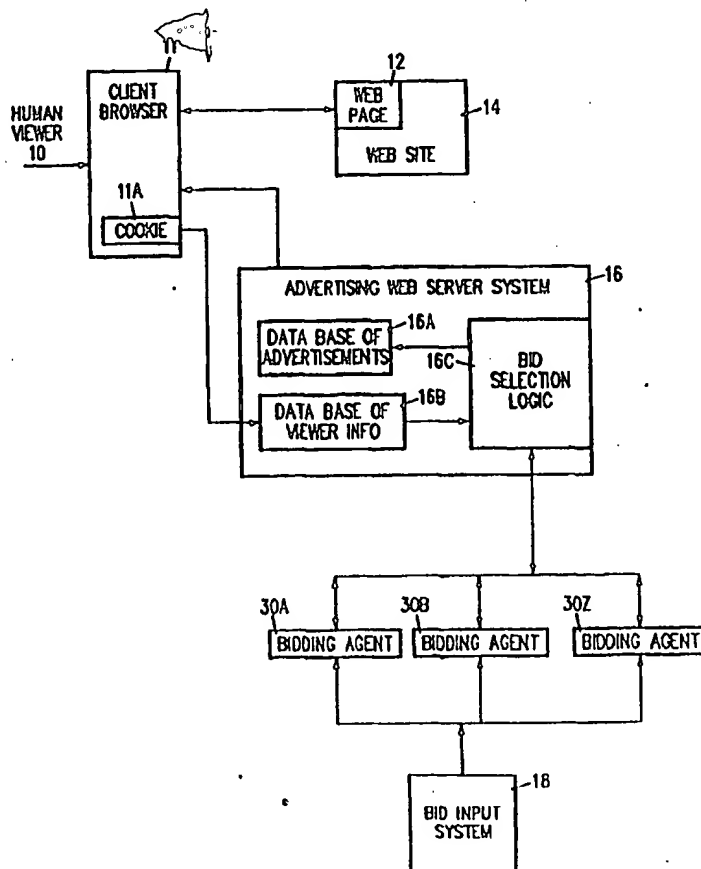 CLIENT
BROWSER
HUMAN
VIEWER
10
11A
COOKIE
12
WEB
PAGE
14
WEB SITE
16
ADVERTISING WEB SERVER SYSTEM
16A
DATA BASE OF
ADVERTISEMENTS
16B
DATA BASE OF
VIEWER INFO
16C
BID
SELECTION
LOGIC
30A
BIDDING AGENT
30B
BIDDING AGENT
30Z
BIDDING AGENT
18
BID INPUT
SYSTEM